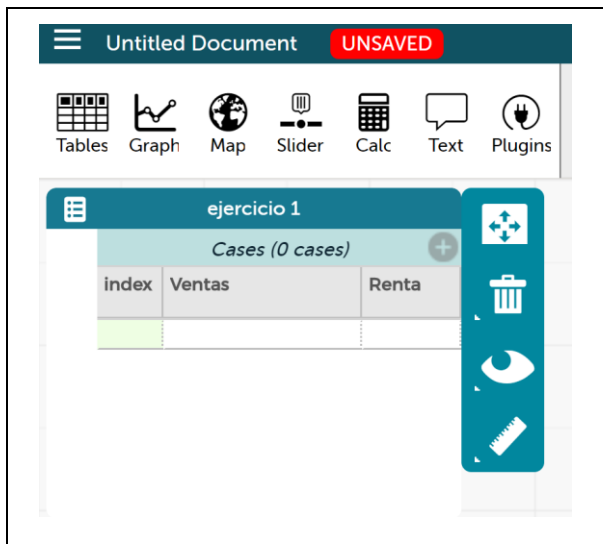 Untitled Document UNSAVED
Tables Graph Map Slider Calc Text Plugins
ejercicio 1
Cases (0 cases)
index Ventas Renta